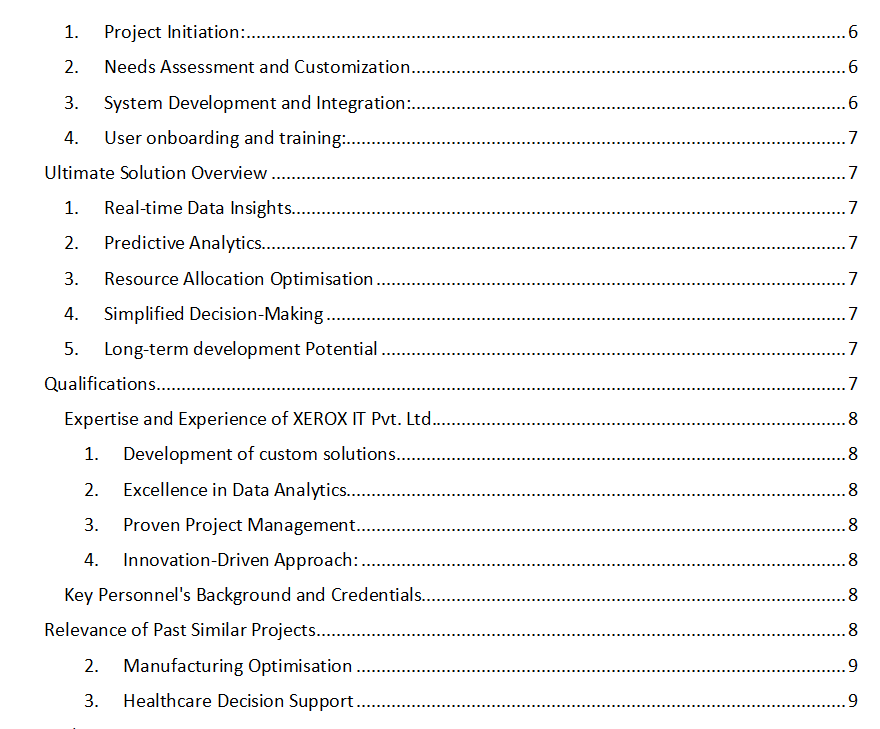 1. Project Initiation:......................................................................................................................6
2. Needs Assessment and Customization.....................................................................................6
3. System Development and Integration:.....................................................................................6
4. User onboarding and training:..................................................................................................7
Ultimate Solution Overview .................................................................................................................7
1. Real-time Data Insights.............................................................................................................7
2. Predictive Analytics...................................................................................................................7
3. Resource Allocation Optimisation ............................................................................................7
4. Simplified Decision-Making ......................................................................................................7
5. Long-term development Potential ...........................................................................................7
Qualifications........................................................................................................................................7
Expertise and Experience of XEROX IT Pvt. Ltd.................................................................................8
1. Development of custom solutions........................................................................................8
2. Excellence in Data Analytics..................................................................................................8
3. Proven Project Management................................................................................................8
4. Innovation-Driven Approach: ...............................................................................................8
Key Personnel's Background and Credentials...................................................................................8
Relevance of Past Similar Projects........................................................................................................8
2. Manufacturing Optimisation ................................................................................................9
3. Healthcare Decision Support ................................................................................................9